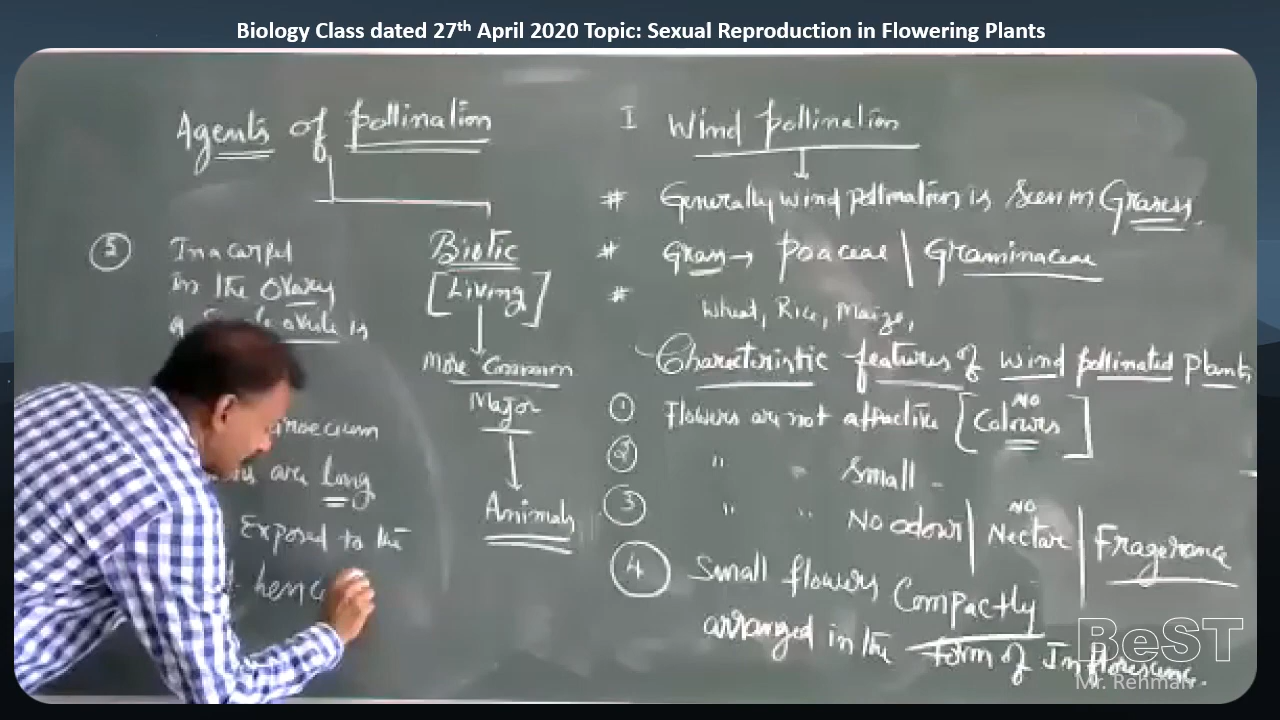 Biology Class dated 27th April 2020 Topic: Sexual Reproduction in Flowering Plants
Agents of pollination
Biotic
[Living]
More Common
Major
Animals
5 In a carpel
in the ovary
ovule is
are long
Exposed to the
hence
I Wind pollination
# Generally wind pollination is seen in Grasses.
# Grass → Poaceae | Graminaceae
# Wheat, Rice, Maize,
Characteristic features of wind pollinated plants
1 Flowers are not attractive [No Colours]
2 " " Small
3 " " No odour | No Nectar | Fragerance
4 Small flowers Compactly
arranged in the form of Inflorescence.
BeST
Mr. Rehman